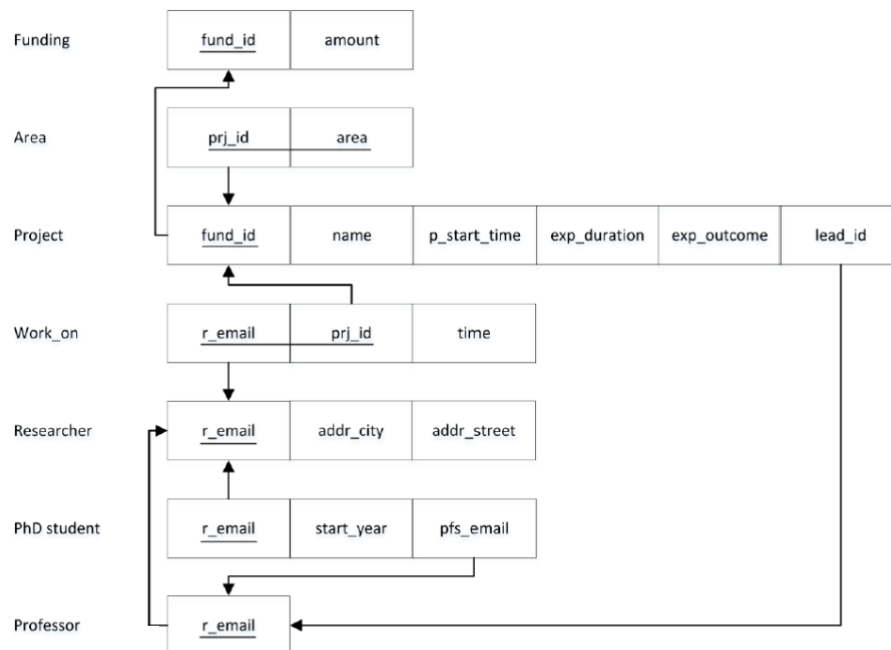 Funding fund_id amount
Area prj_id area
Project fund_id name p_start_time exp_duration exp_outcome lead_id
Work_on r_email prj_id time
Researcher r_email addr_city addr_street
PhD student r_email start_year pfs_email
Professor r_email